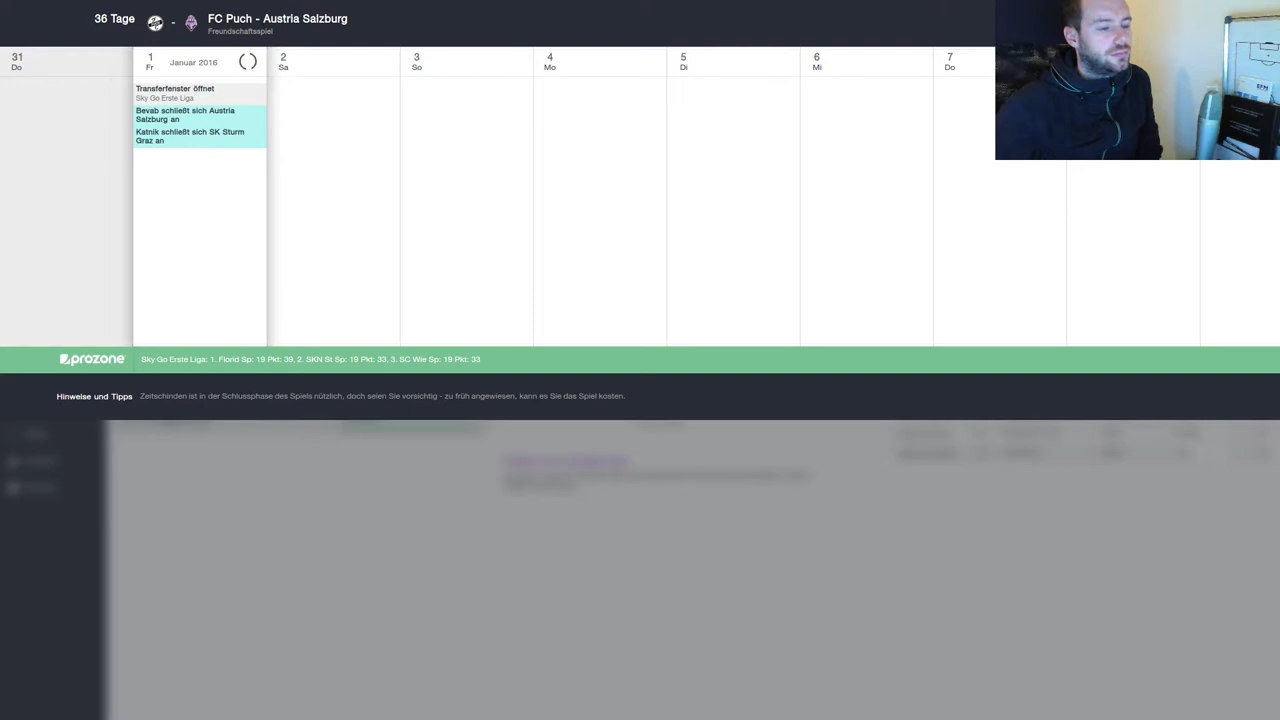 36 Tage
-
FC Puch - Austria Salzburg
Freundschaftsspiel
31
Do
1
Fr
Januar 2016
2
Sa
3
So
4
Mo
5
Di
6
Mi
7
Do
Transferfenster öffnet
Sky Go Erste Liga
Bevab schließt sich Austria
Salzburg an
Katnik schließt sich SK Sturm
Graz an
prozone
Sky Go Erste Liga: 1. Florid Sp: 19 Pkt: 39, 2. SKN St Sp: 19 Pkt: 33, 3. SC Wie Sp: 19 Pkt: 33
Hinweise und Tipps
Zeitschinden ist in der Schlussphase des Spiels nützlich, doch seien Sie vorsichtig - zu früh angewiesen, kann es Sie das Spiel kosten.